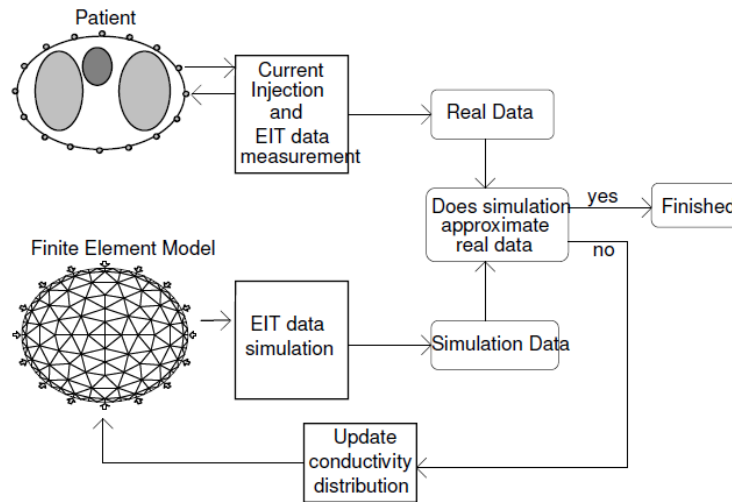 Patient
Current
Injection
and
EIT data
measurement
Real Data
Does simulation
approximate
real data
yes
Finished
no
Finite Element Model
EIT data
simulation
Simulation Data
Update
conductivity
distribution